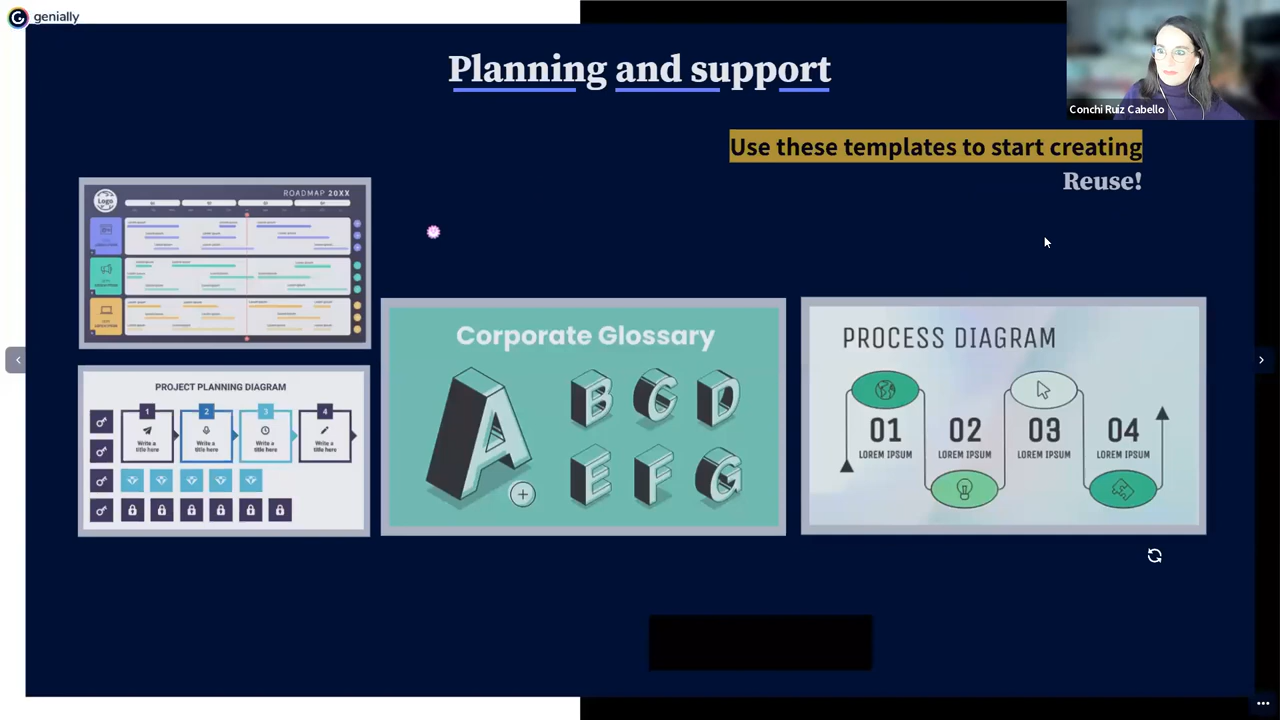 genially
Planning and support
Conchi Ruiz Cabello
Use these templates to start creating
Reuse!
Logo
ROADMAP 20XX
PROJECT PLANNING DIAGRAM
1
2
3
4
Write a
title here
Write a
title here
Write a
title here
Write a
title here
Corporate Glossary
A
B
C
D
E
F
G
PROCESS DIAGRAM
01
02
03
04
LOREM IPSUM
LOREM IPSUM
LOREM IPSUM
LOREM IPSUM